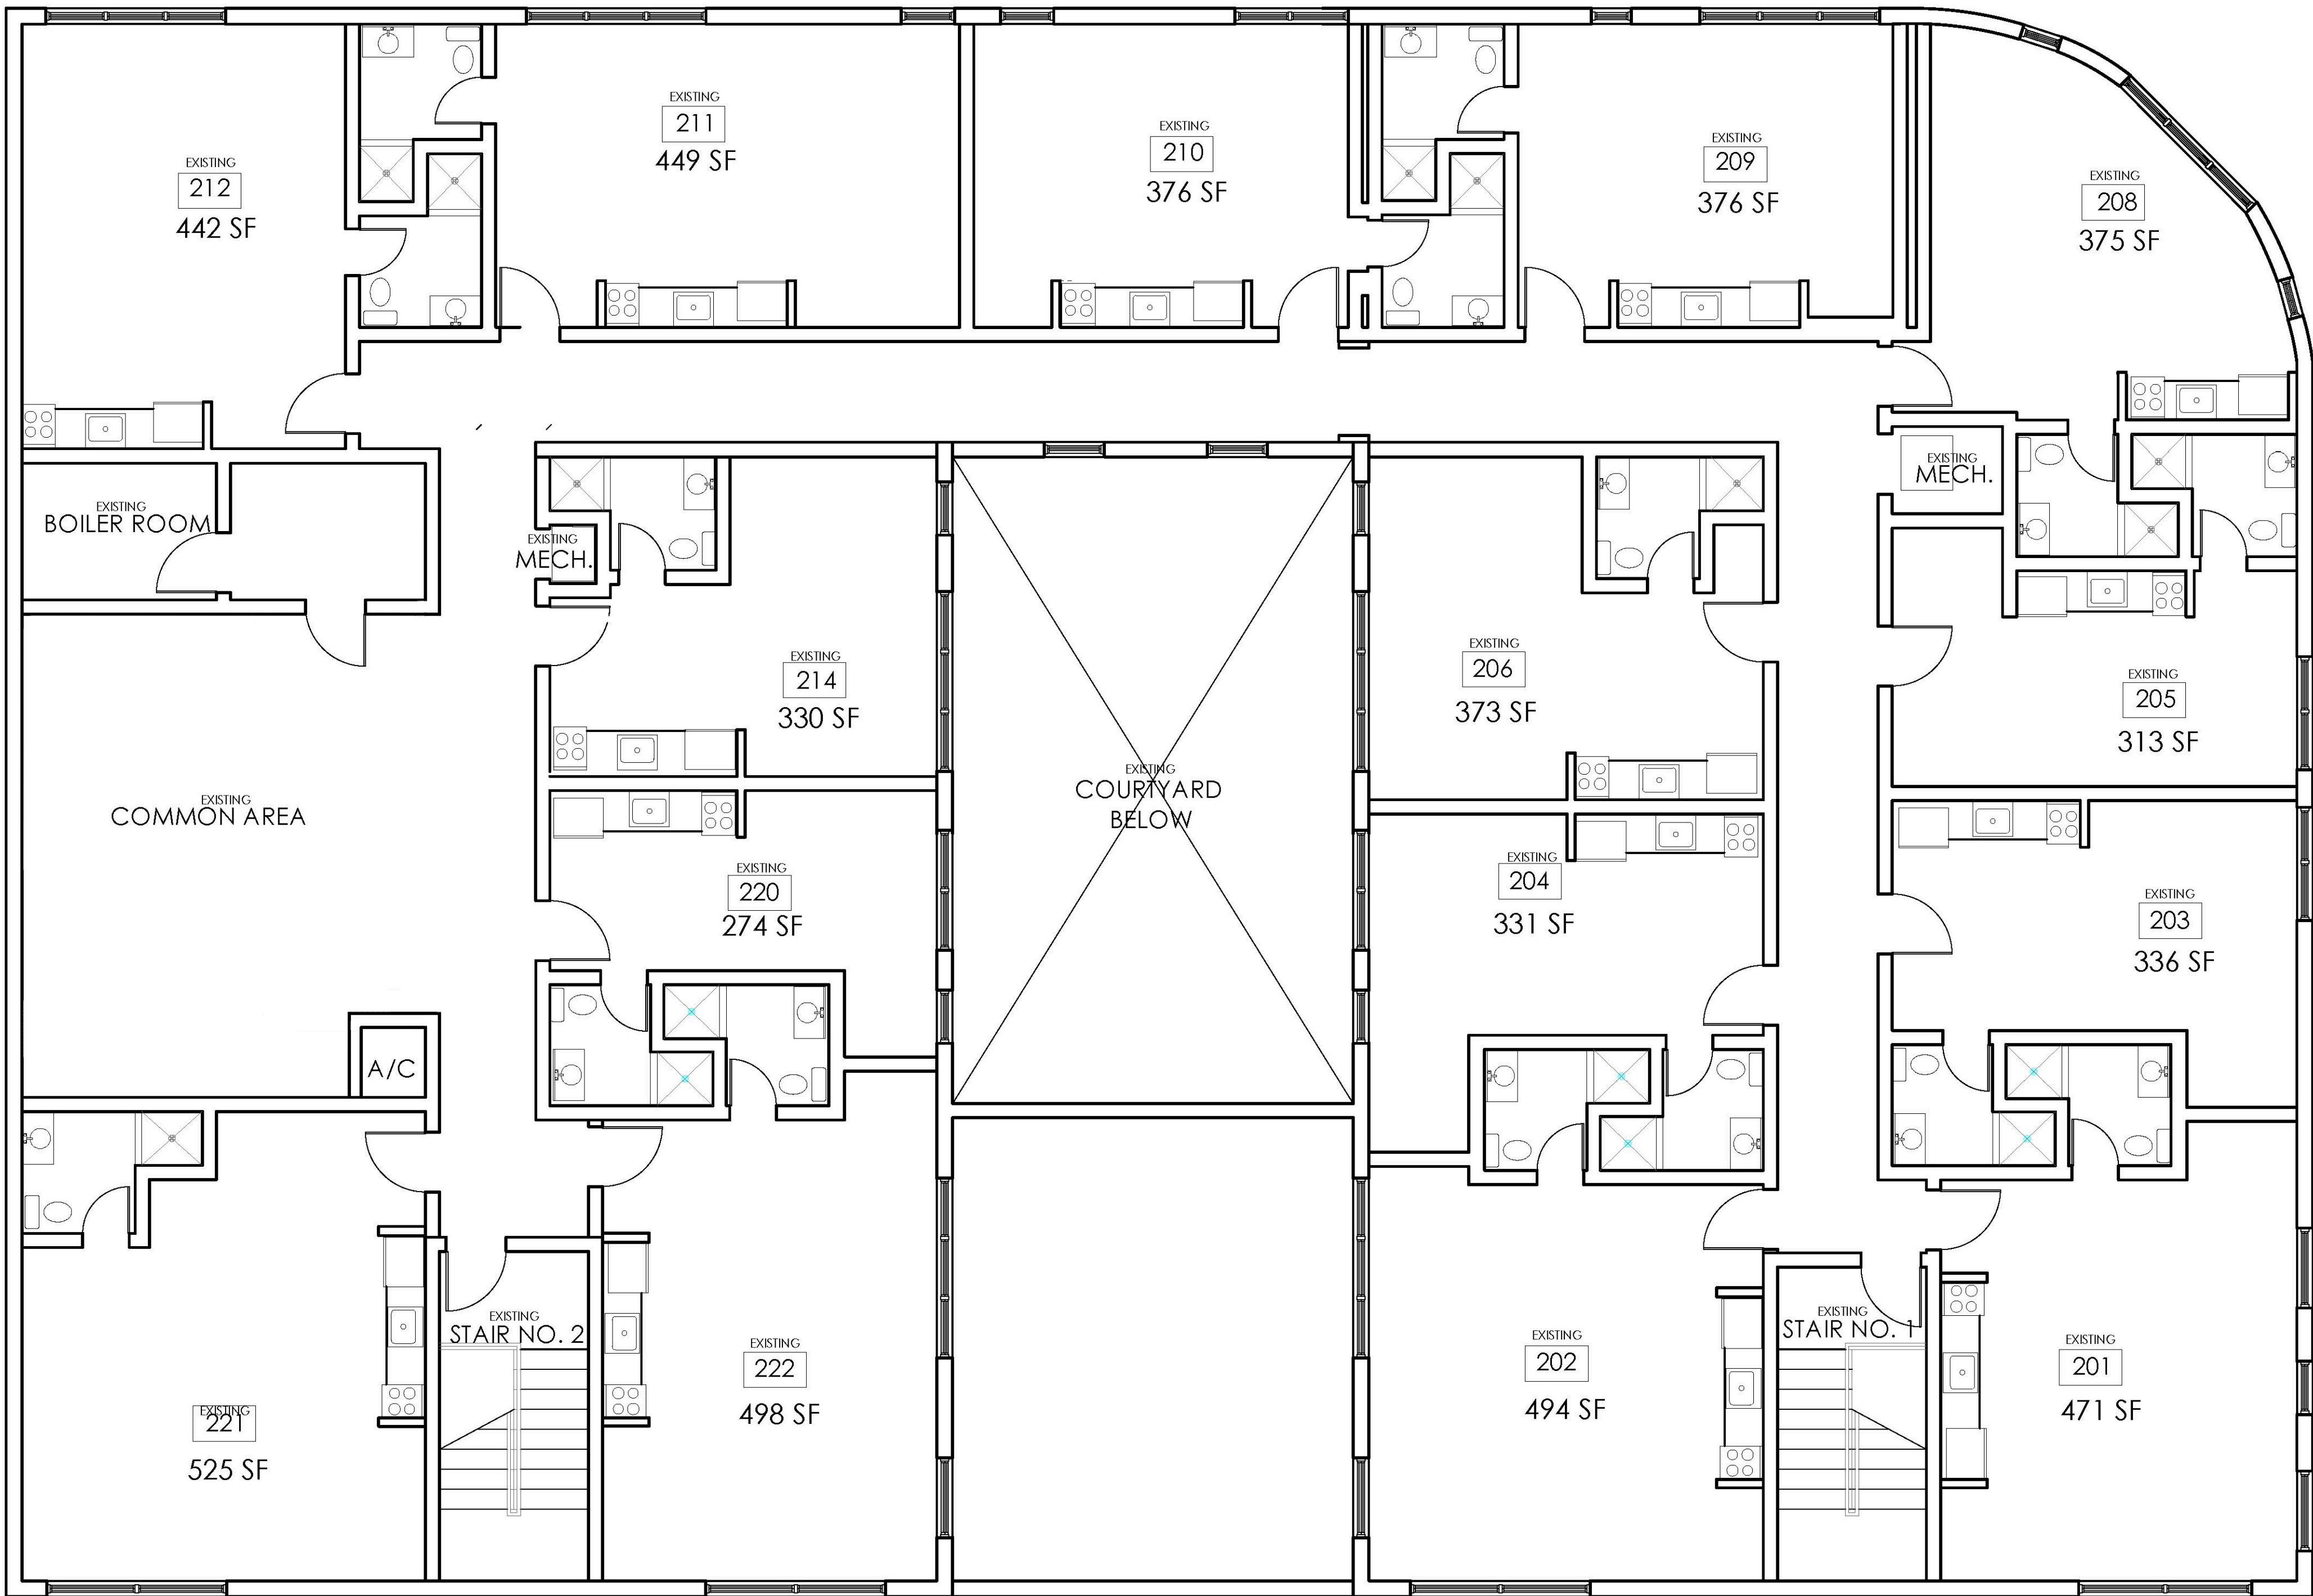 EXISTING
212
442 SF
EXISTING
211
449 SF
EXISTING
210
376 SF
EXISTING
209
376 SF
EXISTING
208
375 SF
EXISTING
BOILER ROOM
EXISTING
MECH.
EXISTING
MECH.
EXISTING
214
330 SF
EXISTING
206
373 SF
EXISTING
205
313 SF
EXISTING
COMMON AREA
EXISTING
COURTYARD
BELOW
EXISTING
220
274 SF
EXISTING
204
331 SF
EXISTING
203
336 SF
A/C
EXISTING
STAIR NO. 2
EXISTING
STAIR NO. 1
EXISTING
221
525 SF
EXISTING
222
498 SF
EXISTING
202
494 SF
EXISTING
201
471 SF